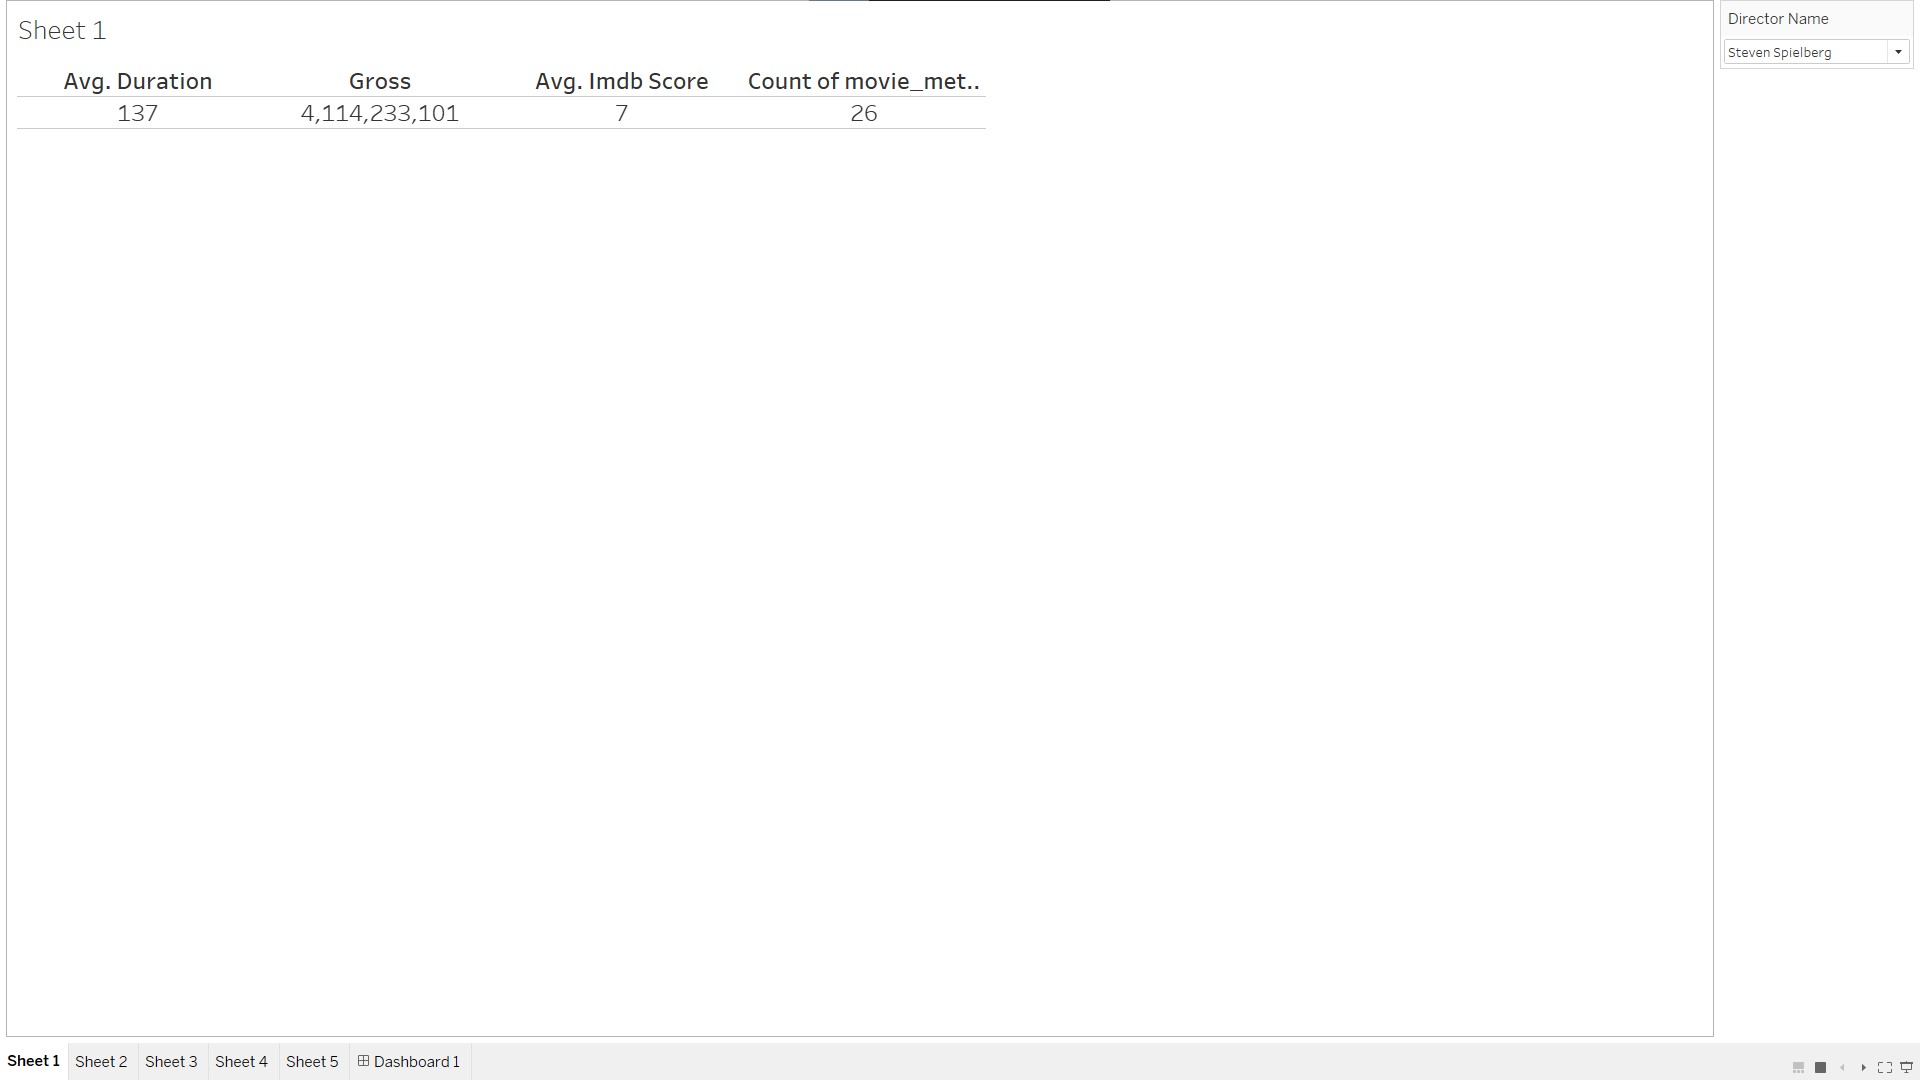 Sheet 1
Director Name
Steven Spielberg
Avg. Duration Gross Avg. Imdb Score Count of movie_met..
137 4,114,233,101 7 26
Sheet 1 Sheet 2 Sheet 3 Sheet 4 Sheet 5 Dashboard 1